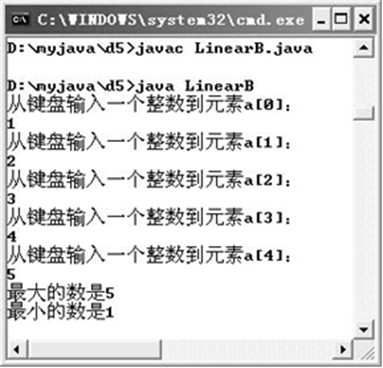 C:\WINDOWS\system32\cmd.exe
D:\myjava\d5>javac LinearB.java
D:\myjava\d5>java LinearB
从键盘输入一个整数到元素a[0]：
1
从键盘输入一个整数到元素a[1]：
2
从键盘输入一个整数到元素a[2]：
3
从键盘输入一个整数到元素a[3]：
4
从键盘输入一个整数到元素a[4]：
5
最大的数是5
最小的数是1